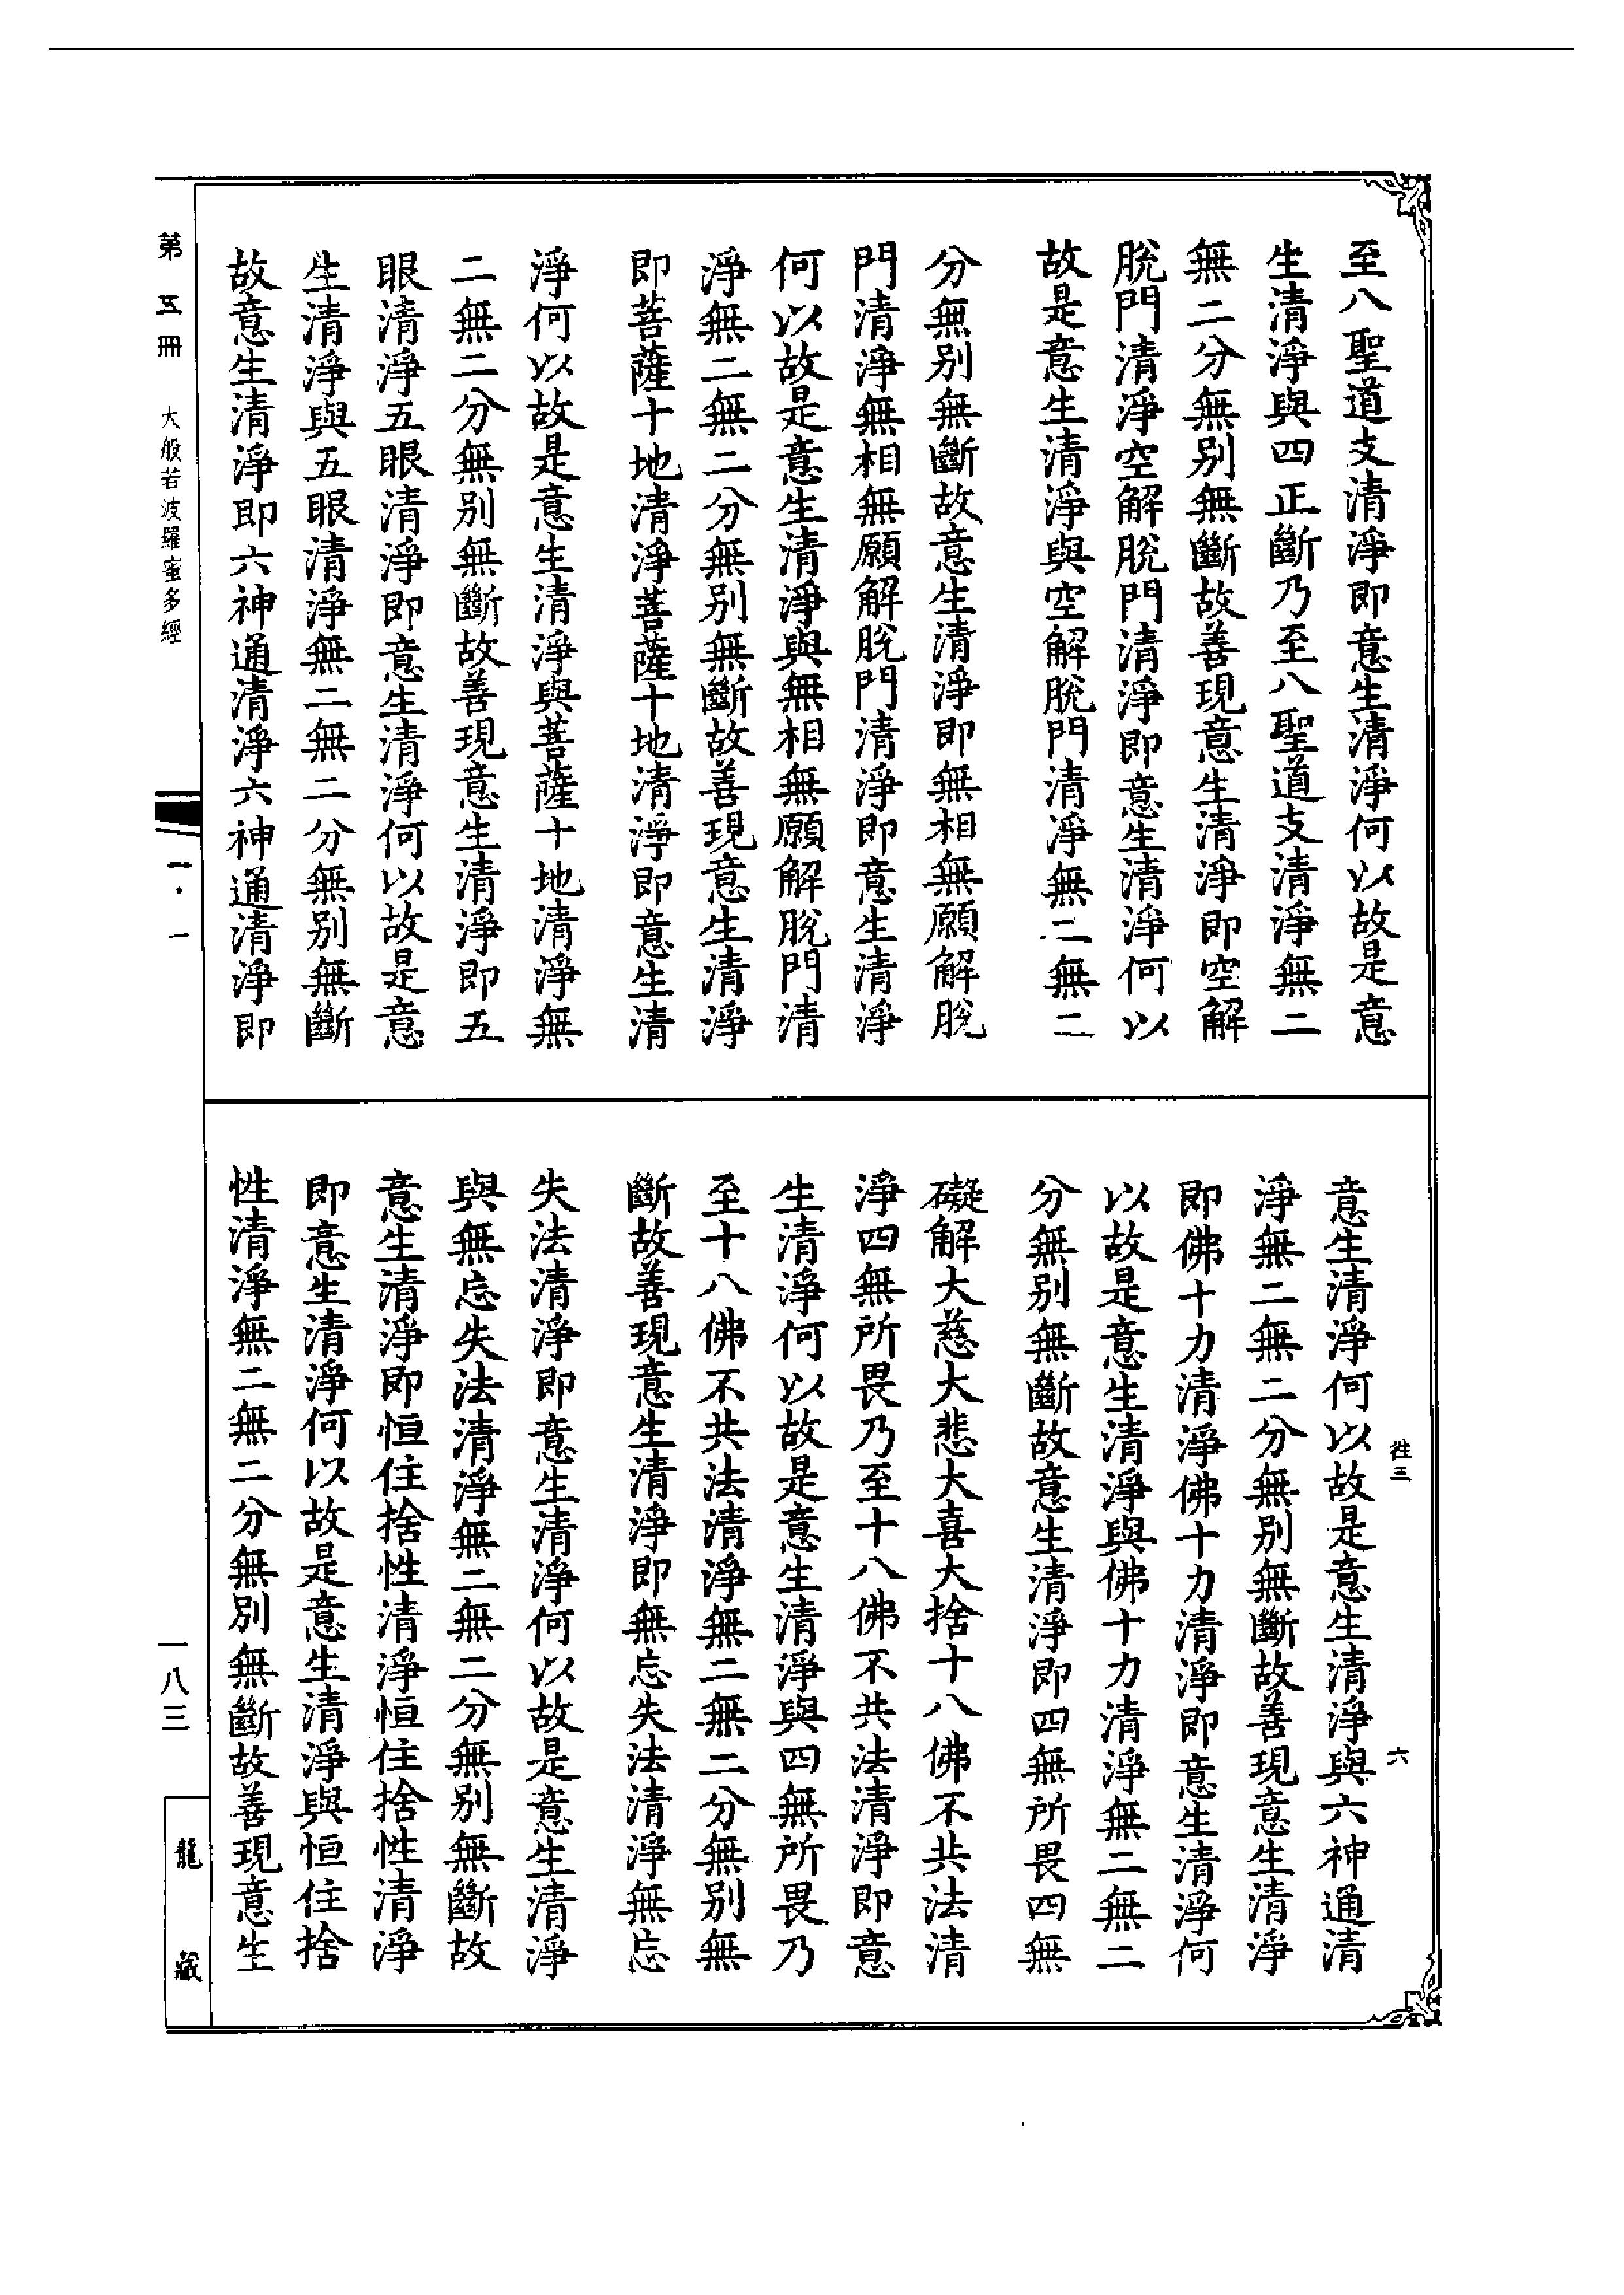 至八聖道支清淨即意生清淨何以故是意
生清淨與四正斷乃至八聖道支清淨無二
無二分無別無斷故善現意生清淨即空解
脫門清淨空解脫門清淨即意生清淨何以
故是意生清淨與空解脫門清淨無二無二
分無別無斷故意生清淨即無相無願解脫
門清淨無相無願解脫門清淨即意生清淨
何以故是意生清淨與無相無願解脫門清
淨無二無二分無別無斷故善現意生清淨
即菩薩十地清淨菩薩十地清淨即意生清
淨何以故是意生清淨與菩薩十地清淨無
二無二分無別無斷故善現意生清淨即五
眼清淨五眼清淨即意生清淨何以故是意
生清淨與五眼清淨無二無二分無別無斷
故意生清淨即六神通清淨六神通清淨即
意生清淨何以故是意生清淨與六神通清
淨無二無二分無別無斷故善現意生清淨
即佛十力清淨佛十力清淨即意生清淨何
以故是意生清淨與佛十力清淨無二無二
分無別無斷故意生清淨即四無所畏四無
礙解大慈大悲大喜大捨十八佛不共法清
淨四無所畏乃至十八佛不共法清淨即意
生清淨何以故是意生清淨與四無所畏乃
至十八佛不共法清淨無二無二分無別無
斷故善現意生清淨即無忘失法清淨無忘
失法清淨即意生清淨何以故是意生清淨
與無忘失法清淨無二無二分無別無斷故
意生清淨即恒住捨性清淨恒住捨性清淨
即意生清淨何以故是意生清淨與恒住捨
性清淨無二無二分無別無斷故善現意生
徃三 六
第五冊 大般若波羅蜜多經 一·一
一八三
龍藏